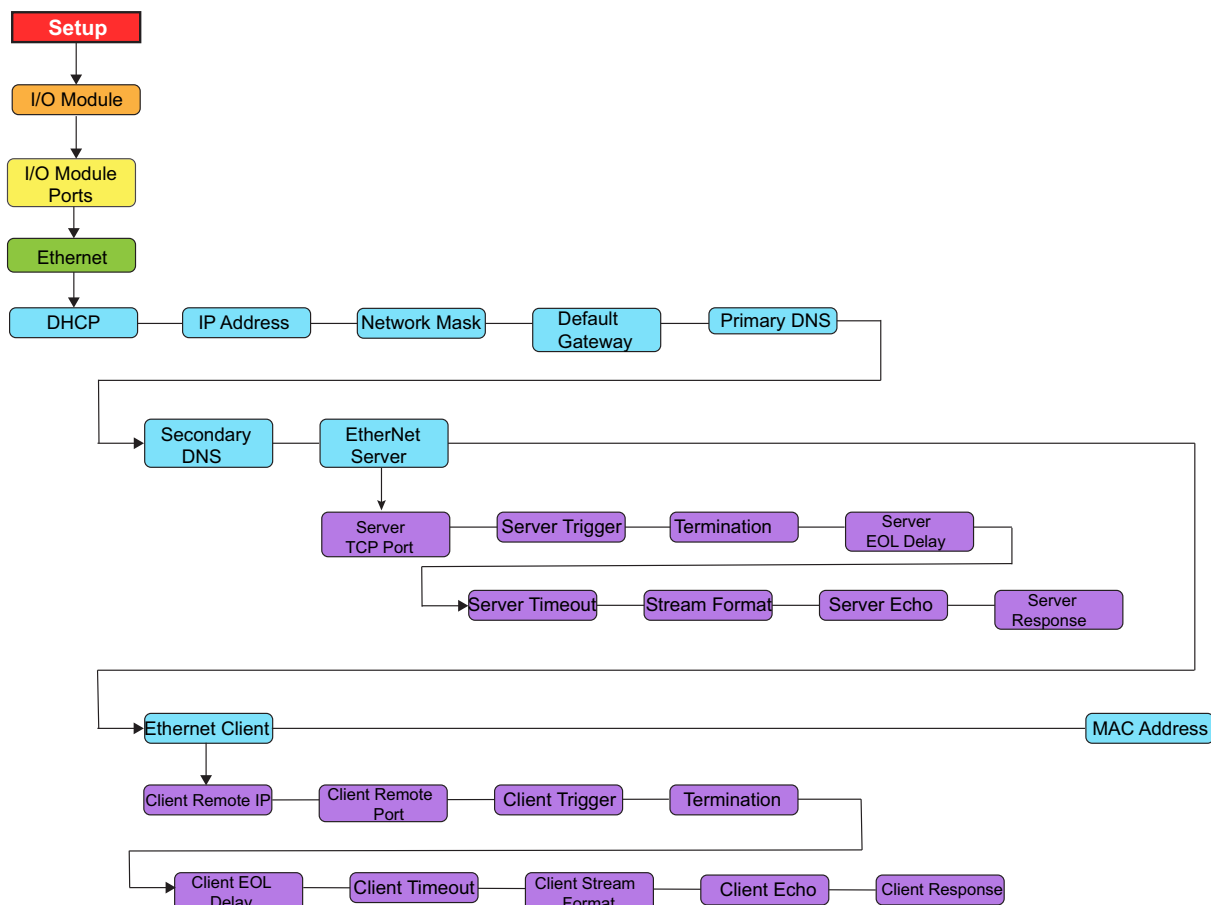 Setup
I/O Module
I/O Module
Ports
Ethernet
DHCP
IP Address
Network Mask
Default
Gateway
Primary DNS
Secondary
DNS
EtherNet
Server
Server
TCP Port
Server Trigger
Termination
Server
EOL Delay
Server Timeout
Stream Format
Server Echo
Server
Response
Ethernet Client
MAC Address
Client Remote IP
Client Remote
Port
Client Trigger
Termination
Client EOL
Delay
Client Timeout
Client Stream
Format
Client Echo
Client Response